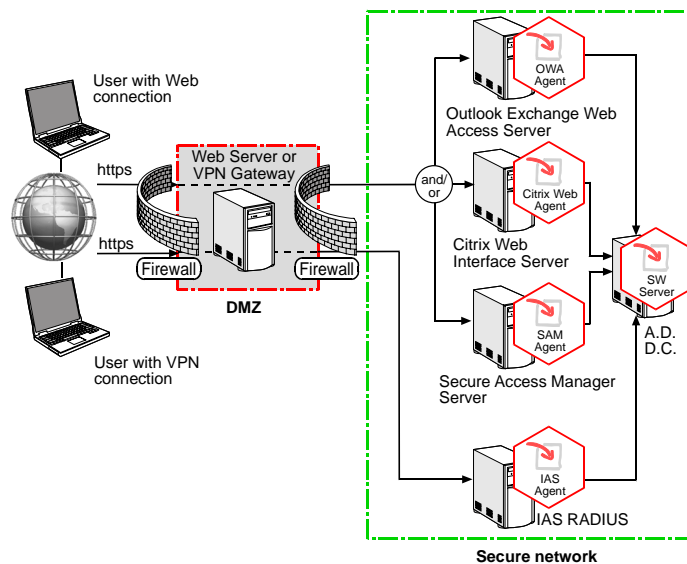 User with Web
connection
https
https
User with VPN
connection
Web Server or
VPN Gateway
Firewall
Firewall
DMZ
and/
or
OWA
Agent
Outlook Exchange Web
Access Server
Citrix Web
Agent
Citrix Web
Interface Server
SAM
Agent
Secure Access Manager
Server
SW
Server
A.D.
D.C.
IAS
Agent
IAS RADIUS
Secure network